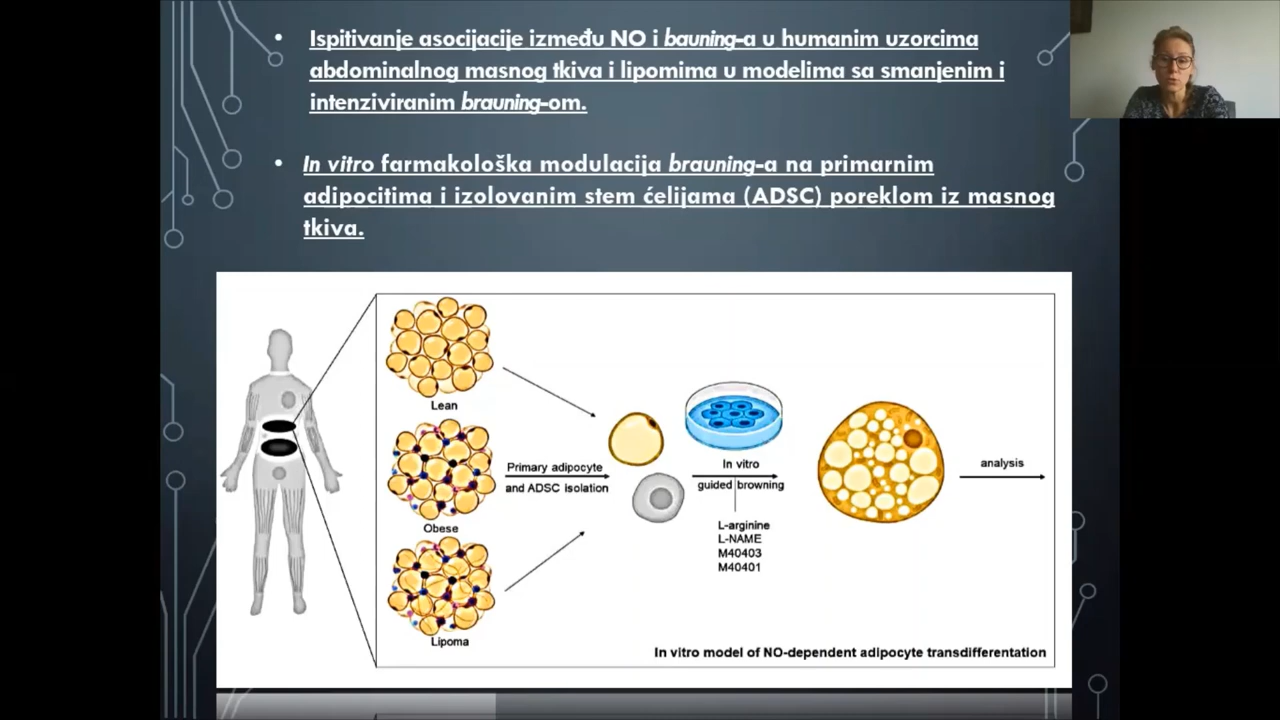 Ispitivanje asocijacije između NO i bauning-a u humanim uzorcima
abdominalnog masnog tkiva i lipomima u modelima sa smanjenim i
intenziviranim brauning-om.
In vitro farmakološka modulacija brauning-a na primarnim
adipocitima i izolovanim stem ćelijama (ADSC) poreklom iz masnog
tkiva.
Lean
Obese
Lipoma
Primary adipocyte
and ADSC isolation
In vitro
guided browning
L-arginine
L-NAME
M40403
M40401
analysis
In vitro model of NO-dependent adipocyte transdifferentation